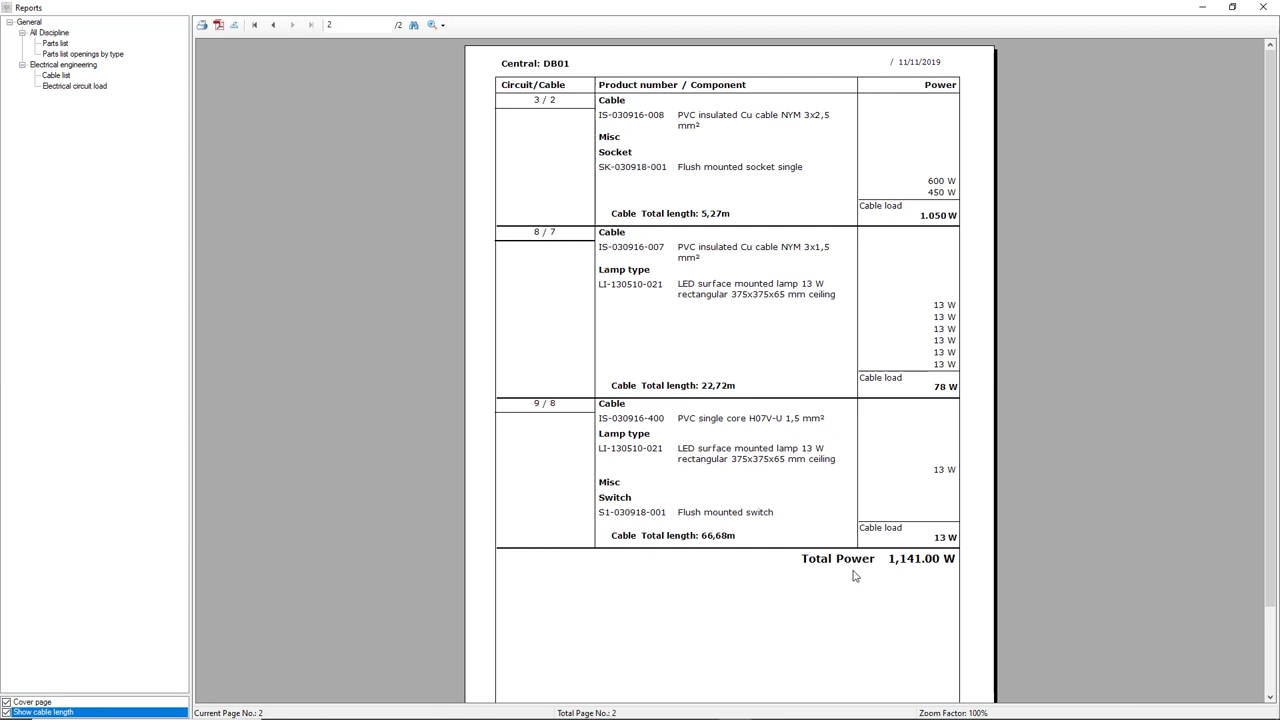 Reports
General
All Discipline
Parts list
Parts list openings by type
Electrical engineering
Cable list
Electrical circuit load
2 /2
Central: DB01 / 11/11/2019
Circuit/Cable Product number / Component Power
3 / 2 Cable
IS-030916-008 PVC insulated Cu cable NYM 3x2,5
mm²
Misc
Socket
SK-030918-001 Flush mounted socket single
600 W
450 W
Cable load
Cable Total length: 5,27m 1.050 W
8 / 7 Cable
IS-030916-007 PVC insulated Cu cable NYM 3x1,5
mm²
Lamp type
LI-130510-021 LED surface mounted lamp 13 W
rectangular 375x375x65 mm ceiling
13 W
13 W
13 W
13 W
13 W
13 W
Cable load
Cable Total length: 22,72m 78 W
9 / 8 Cable
IS-030916-400 PVC single core H07V-U 1,5 mm²
Lamp type
LI-130510-021 LED surface mounted lamp 13 W
rectangular 375x375x65 mm ceiling
13 W
Misc
Switch
S1-030918-001 Flush mounted switch
Cable load
Cable Total length: 66,68m 13 W
Total Power 1,141.00 W
Cover page
Show cable length
Current Page No.: 2 Total Page No.: 2 Zoom Factor: 100%